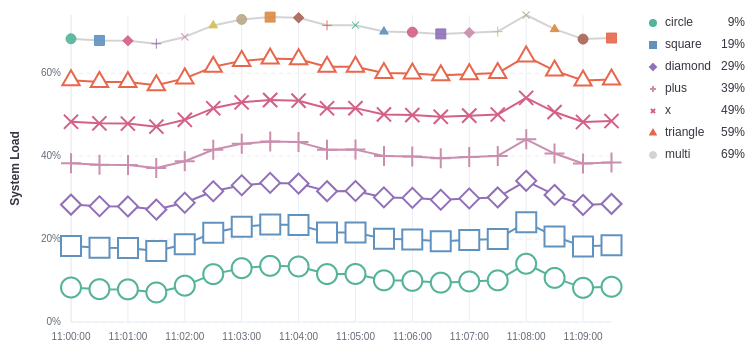 System Load
60%
40%
20%
0%
11:00:00 11:01:00 11:02:00 11:03:00 11:04:00 11:05:00 11:06:00 11:07:00 11:08:00 11:09:00
circle 9%
square 19%
diamond 29%
plus 39%
x 49%
triangle 59%
multi 69%